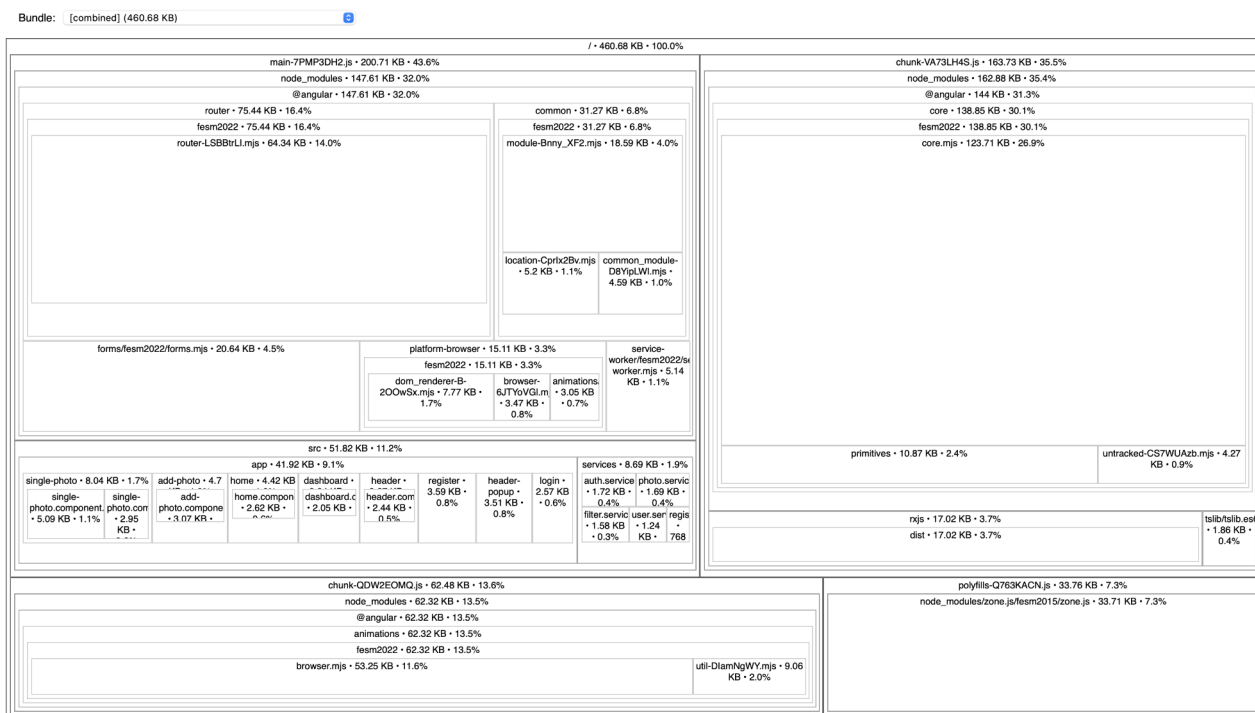 Bundle: [combined] (460.68 KB)
/ • 460.68 KB • 100.0%
main-7PMP3DH2.js • 200.71 KB • 43.6%
node_modules • 147.61 KB • 32.0%
@angular • 147.61 KB • 32.0%
router • 75.44 KB • 16.4%
fesm2022 • 75.44 KB • 16.4%
router-LSBBtrLI.mjs • 64.34 KB • 14.0%
common • 31.27 KB • 6.8%
fesm2022 • 31.27 KB • 6.8%
module-Bnny_XF2.mjs • 18.59 KB • 4.0%
location-CprIx2Bv.mjs
• 5.2 KB • 1.1%
common_module-
D8YipLWI.mjs •
4.59 KB • 1.0%
forms/fesm2022/forms.mjs • 20.64 KB • 4.5%
platform-browser • 15.11 KB • 3.3%
fesm2022 • 15.11 KB • 3.3%
dom_renderer-B-
2OOwSx.mjs • 7.77 KB •
1.7%
browser-
6JTYoVGl.m
• 3.47 KB •
0.8%
animations.
• 3.05 KB
• 0.7%
service-
worker/fesm2022/se
worker.mjs • 5.14
KB • 1.1%
src • 51.82 KB • 11.2%
app • 41.92 KB • 9.1%
single-photo • 8.04 KB • 1.7%
single-
photo.component.
• 5.09 KB • 1.1%
single-
photo.com
• 2.95
KB •
add-photo • 4.7
add-
photo.compone
• 3.07 KB •
home • 4.42 KB
home.compon
• 2.62 KB •
dashboard •
dashboard.c
• 2.05 KB •
header •
header.com
• 2.44 KB •
0.5%
register •
3.59 KB •
0.8%
header-
popup •
3.51 KB •
0.8%
login •
2.57 KB
• 0.6%
services • 8.69 KB • 1.9%
auth.service
• 1.72 KB •
0.4%
photo.servic
• 1.69 KB •
0.4%
filter.servic
• 1.58 KB
• 0.3%
user.ser
• 1.24
KB •
regis
•
768
chunk-VA73LH4S.js • 163.73 KB • 35.5%
node_modules • 162.88 KB • 35.4%
@angular • 144 KB • 31.3%
core • 138.85 KB • 30.1%
fesm2022 • 138.85 KB • 30.1%
core.mjs • 123.71 KB • 26.9%
primitives • 10.87 KB • 2.4%
untracked-CS7WUAzb.mjs • 4.27
KB • 0.9%
rxjs • 17.02 KB • 3.7%
dist • 17.02 KB • 3.7%
tslib/tslib.es6
• 1.86 KB •
0.4%
chunk-QDW2EOMQ.js • 62.48 KB • 13.6%
node_modules • 62.32 KB • 13.5%
@angular • 62.32 KB • 13.5%
animations • 62.32 KB • 13.5%
fesm2022 • 62.32 KB • 13.5%
browser.mjs • 53.25 KB • 11.6%
util-DIamNgWY.mjs • 9.06
KB • 2.0%
polyfills-Q763KACN.js • 33.76 KB • 7.3%
node_modules/zone.js/fesm2015/zone.js • 33.71 KB • 7.3%